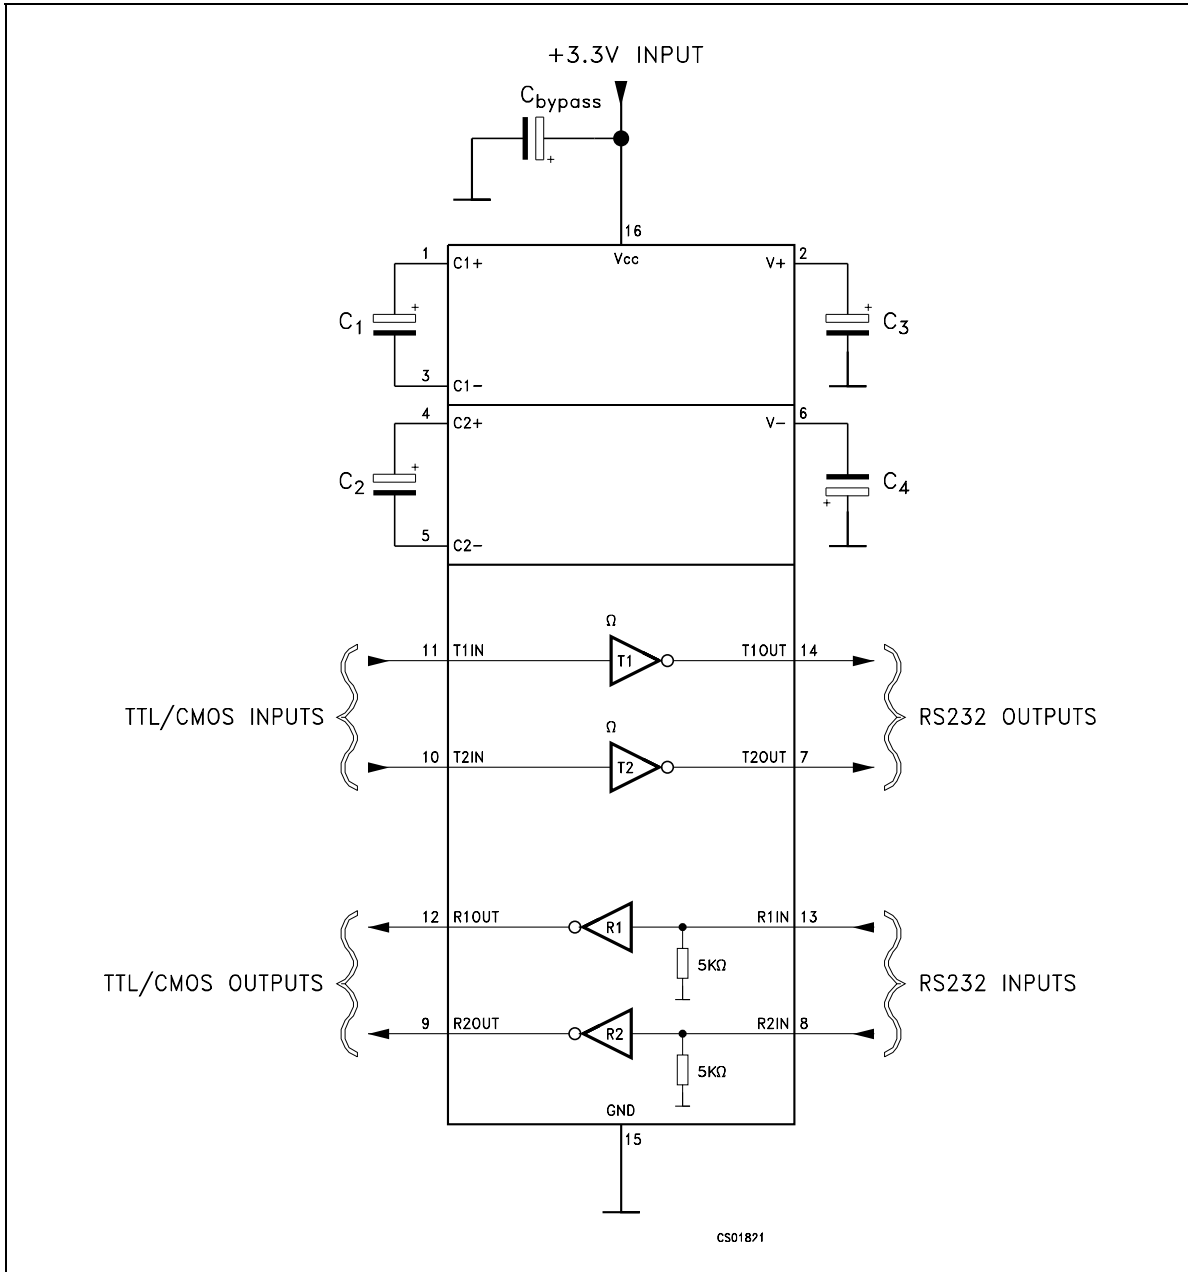 +3.3V INPUT
Cbypass
+
16
Vcc
1 C1+ V+ 2
C1 + + C3
3 C1-
4 C2+ V- 6
C2 + C4
+
5 C2-
Ω
11 T1IN T1 T1OUT 14
TTL/CMOS INPUTS RS232 OUTPUTS
Ω
10 T2IN T2 T2OUT 7
12 R1OUT R1 R1IN 13
5KΩ
TTL/CMOS OUTPUTS RS232 INPUTS
9 R2OUT R2 R2IN 8
5KΩ
GND
15
CS01821